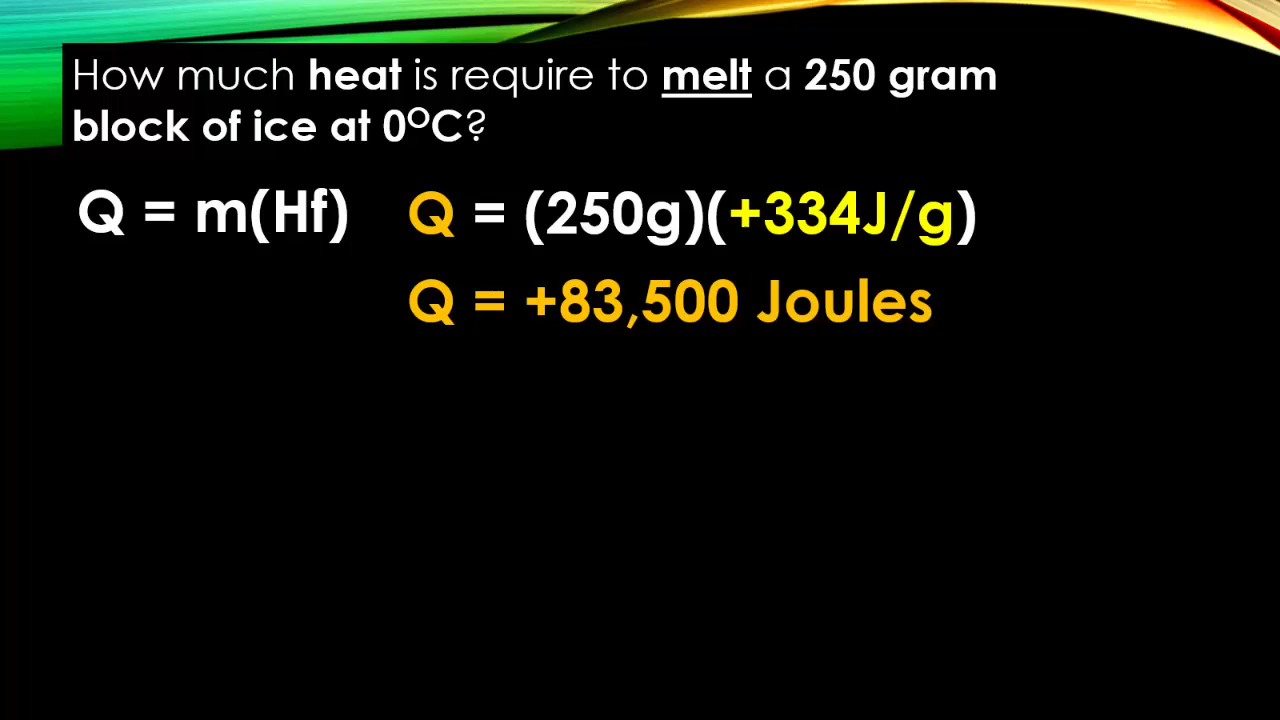 How much heat is require to melt a 250 gram
block of ice at 0°C?
Q = m(Hf) Q = (250g)(+334J/g)
Q = +83,500 Joules